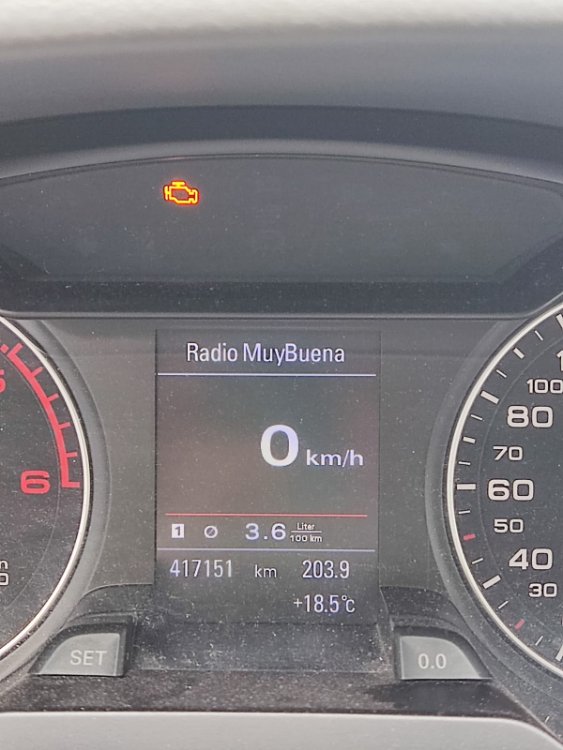 Radio MuyBuena
0 km/h
1 Ø 3.6 Liter
100 km
417151 km 203.9
+18.5°C
6
100
80
70
60
50
40
30
SET
0.0